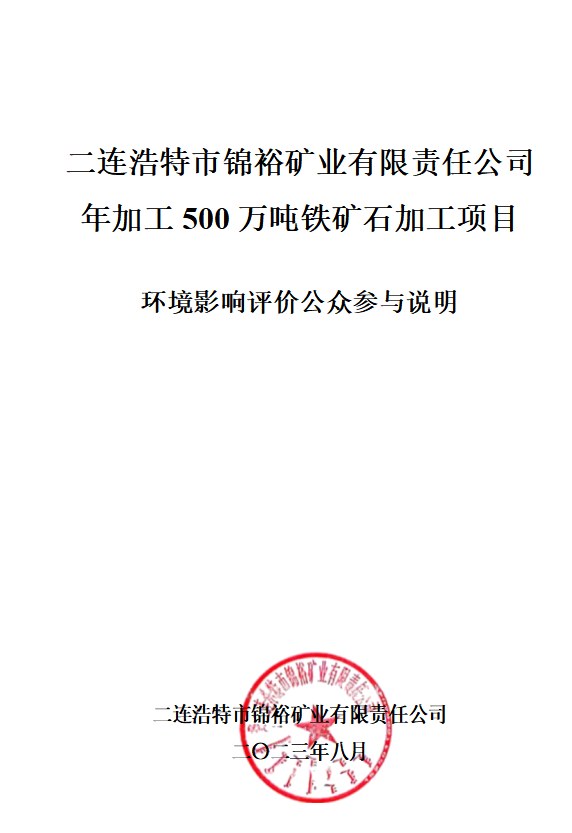 二连浩特市锦裕矿业有限责任公司
年加工 500 万吨铁矿石加工项目
环境影响评价公众参与说明
二连浩特市锦裕矿业有限责任公司
二〇二三年八月